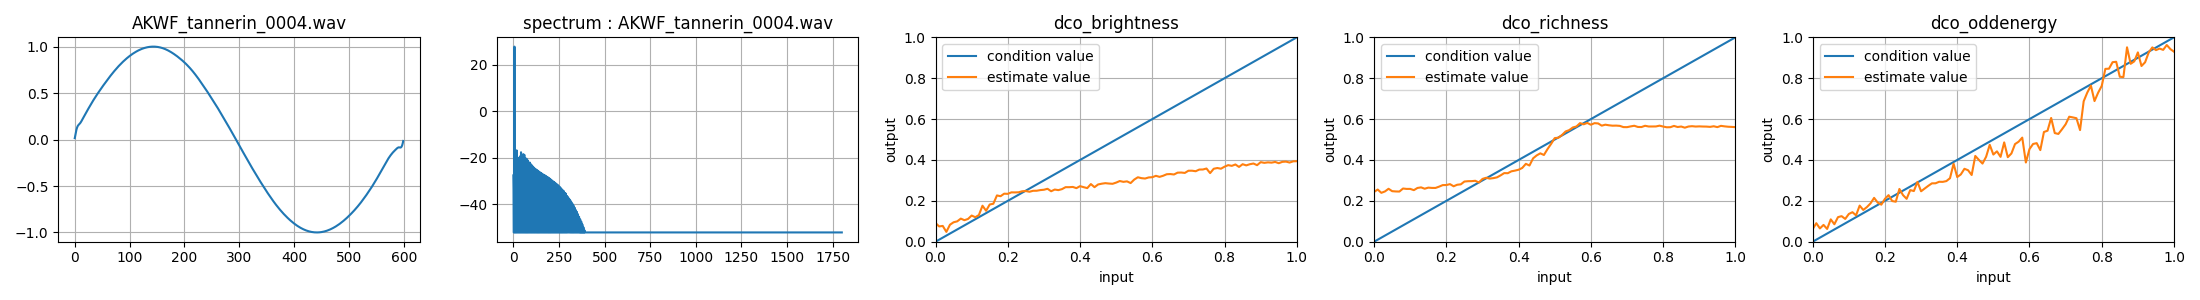 AKWF_tannerin_0004.wav
1.0
0.5
0.0
−0.5
−1.0
0 100 200 300 400 500 600
spectrum : AKWF_tannerin_0004.wav
20
0
−20
−40
0 250 500 750 1000 1250 1500 1750
dco_brightness
condition value
estimate value
output
1.0
0.8
0.6
0.4
0.2
0.0
0.0 0.2 0.4 0.6 0.8 1.0
input
dco_richness
condition value
estimate value
output
1.0
0.8
0.6
0.4
0.2
0.0
0.0 0.2 0.4 0.6 0.8 1.0
input
dco_oddenergy
condition value
estimate value
output
1.0
0.8
0.6
0.4
0.2
0.0
0.0 0.2 0.4 0.6 0.8 1.0
input